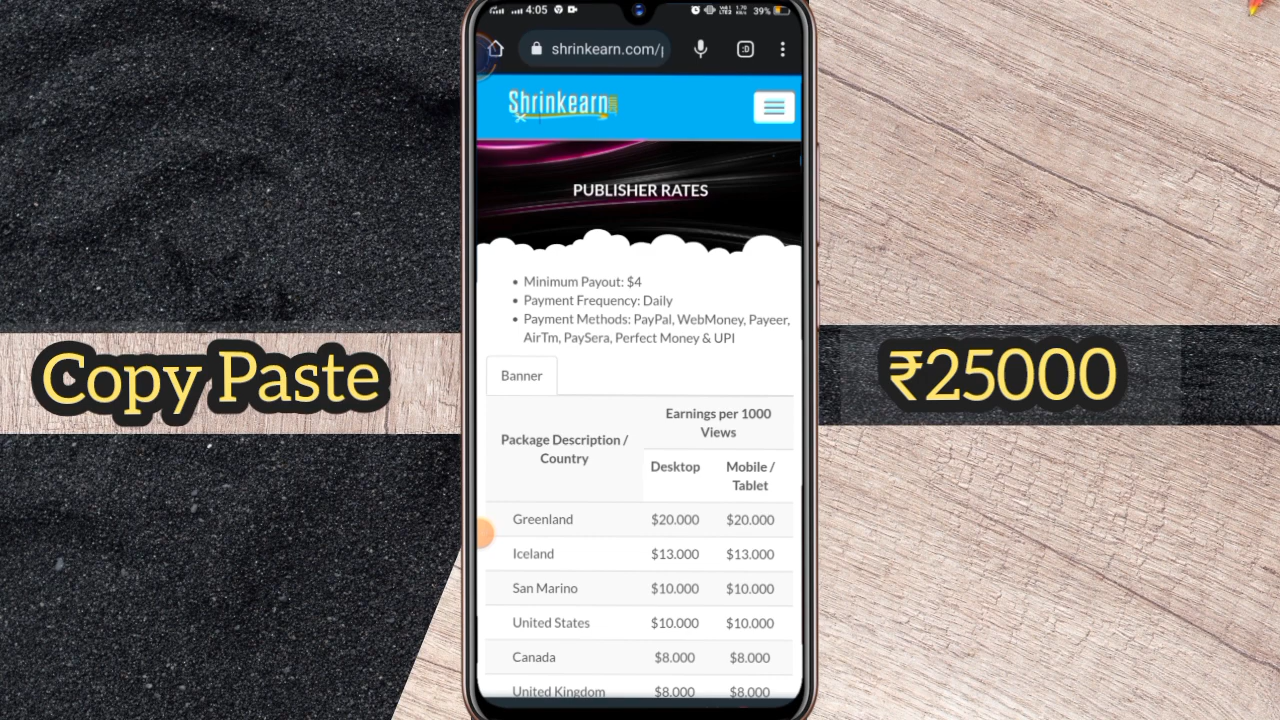 4:05
39%
shrinkearn.com/p
:D
Shrinkearn
PUBLISHER RATES
• Minimum Payout: $4
• Payment Frequency: Daily
• Payment Methods: PayPal, WebMoney, Payeer,
AirTm, PaySera, Perfect Money & UPI
Copy Paste
₹25000
Banner
Package Description /
Country
Earnings per 1000
Views
Desktop
Mobile /
Tablet
Greenland $20.000 $20.000
Iceland $13.000 $13.000
San Marino $10.000 $10.000
United States $10.000 $10.000
Canada $8.000 $8.000
United Kingdom $8.000 $8.000